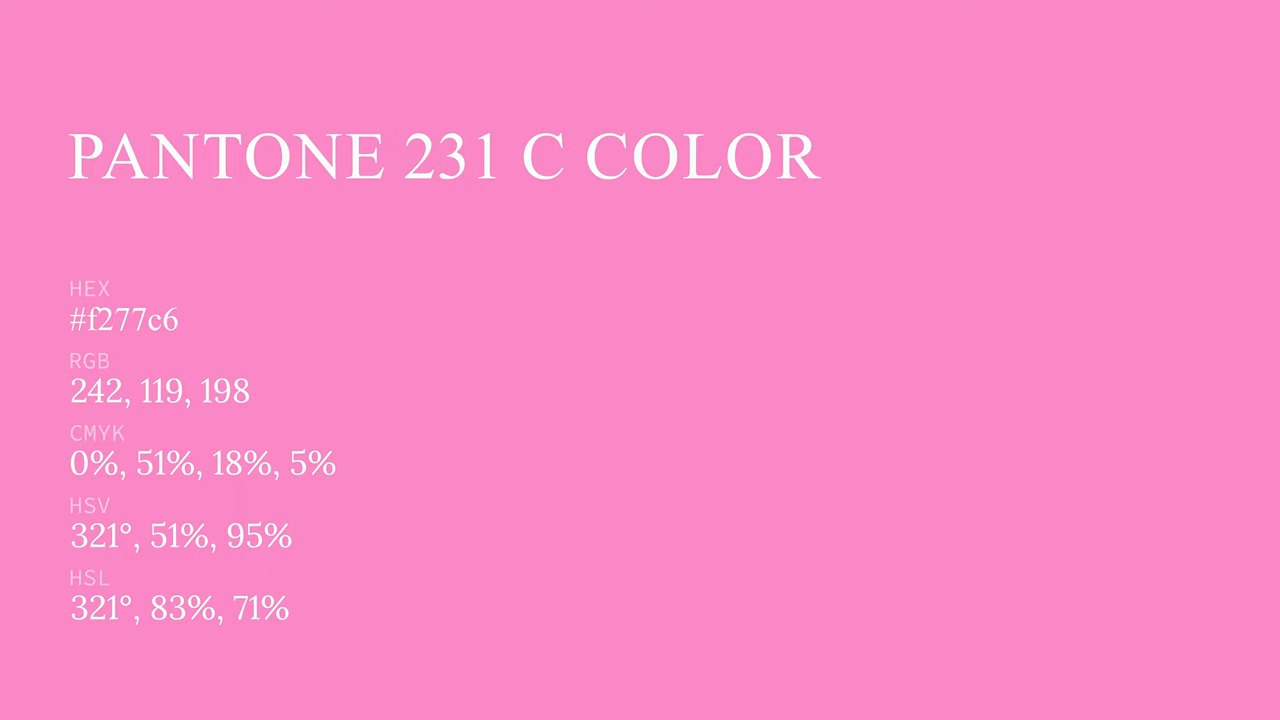 PANTONE 231 C COLOR
HEX
#f277c6
RGB
242, 119, 198
CMYK
0%, 51%, 18%, 5%
HSV
321°, 51%, 95%
HSL
321°, 83%, 71%